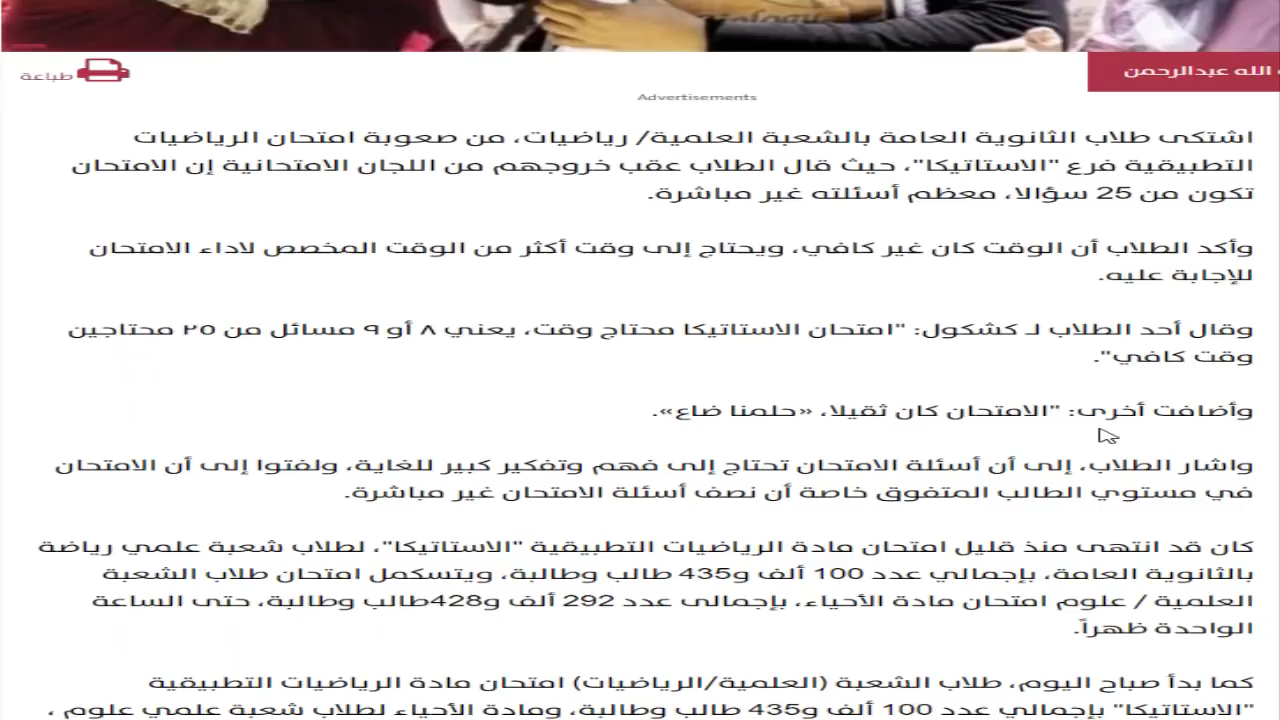 ology
الله عبدالرحمن
طباعة
Advertisements
اشتكى طلاب الثانوية العامة بالشعبة العلمية/ رياضيات، من صعوبة امتحان الرياضيات
التطبيقية فرع "الاستاتيكا"، حيث قال الطلاب عقب خروجهم من اللجان الامتحانية إن الامتحان
تكون من 25 سؤالا، معظم أسئلته غير مباشرة.
وأكد الطلاب أن الوقت كان غير كافي، ويحتاج إلى وقت أكثر من الوقت المخصص لاداء الامتحان
للإجابة عليه.
وقال أحد الطلاب لـ كشكول: "امتحان الاستاتيكا محتاج وقت، يعني ٨ أو ٩ مسائل من ٢٥ محتاجين
وقت كافي".
وأضافت أخرى: "الامتحان كان ثقيلا، «حلمنا ضاع».
واشار الطلاب، إلى أن أسئلة الامتحان تحتاج إلى فهم وتفكير كبير للغاية، ولفتوا إلى أن الامتحان
في مستوي الطالب المتفوق خاصة أن نصف أسئلة الامتحان غير مباشرة.
كان قد انتهى منذ قليل امتحان مادة الرياضيات التطبيقية "الاستاتيكا"، لطلاب شعبة علمي رياضة
بالثانوية العامة، بإجمالي عدد 100 ألف و435 طالب وطالبة، ويتسكمل امتحان طلاب الشعبة
العلمية / علوم امتحان مادة الأحياء، بإجمالى عدد 292 ألف و428طالب وطالبة، حتى الساعة
الواحدة ظهراً.
كما بدأ صباح اليوم، طلاب الشعبة (العلمية/الرياضيات) امتحان مادة الرياضيات التطبيقية
"الاستاتيكا" بإجمالي عدد 100 ألف و435 طالب وطالبة، ومادة الأحياء لطلاب شعبة علمي علوم ،